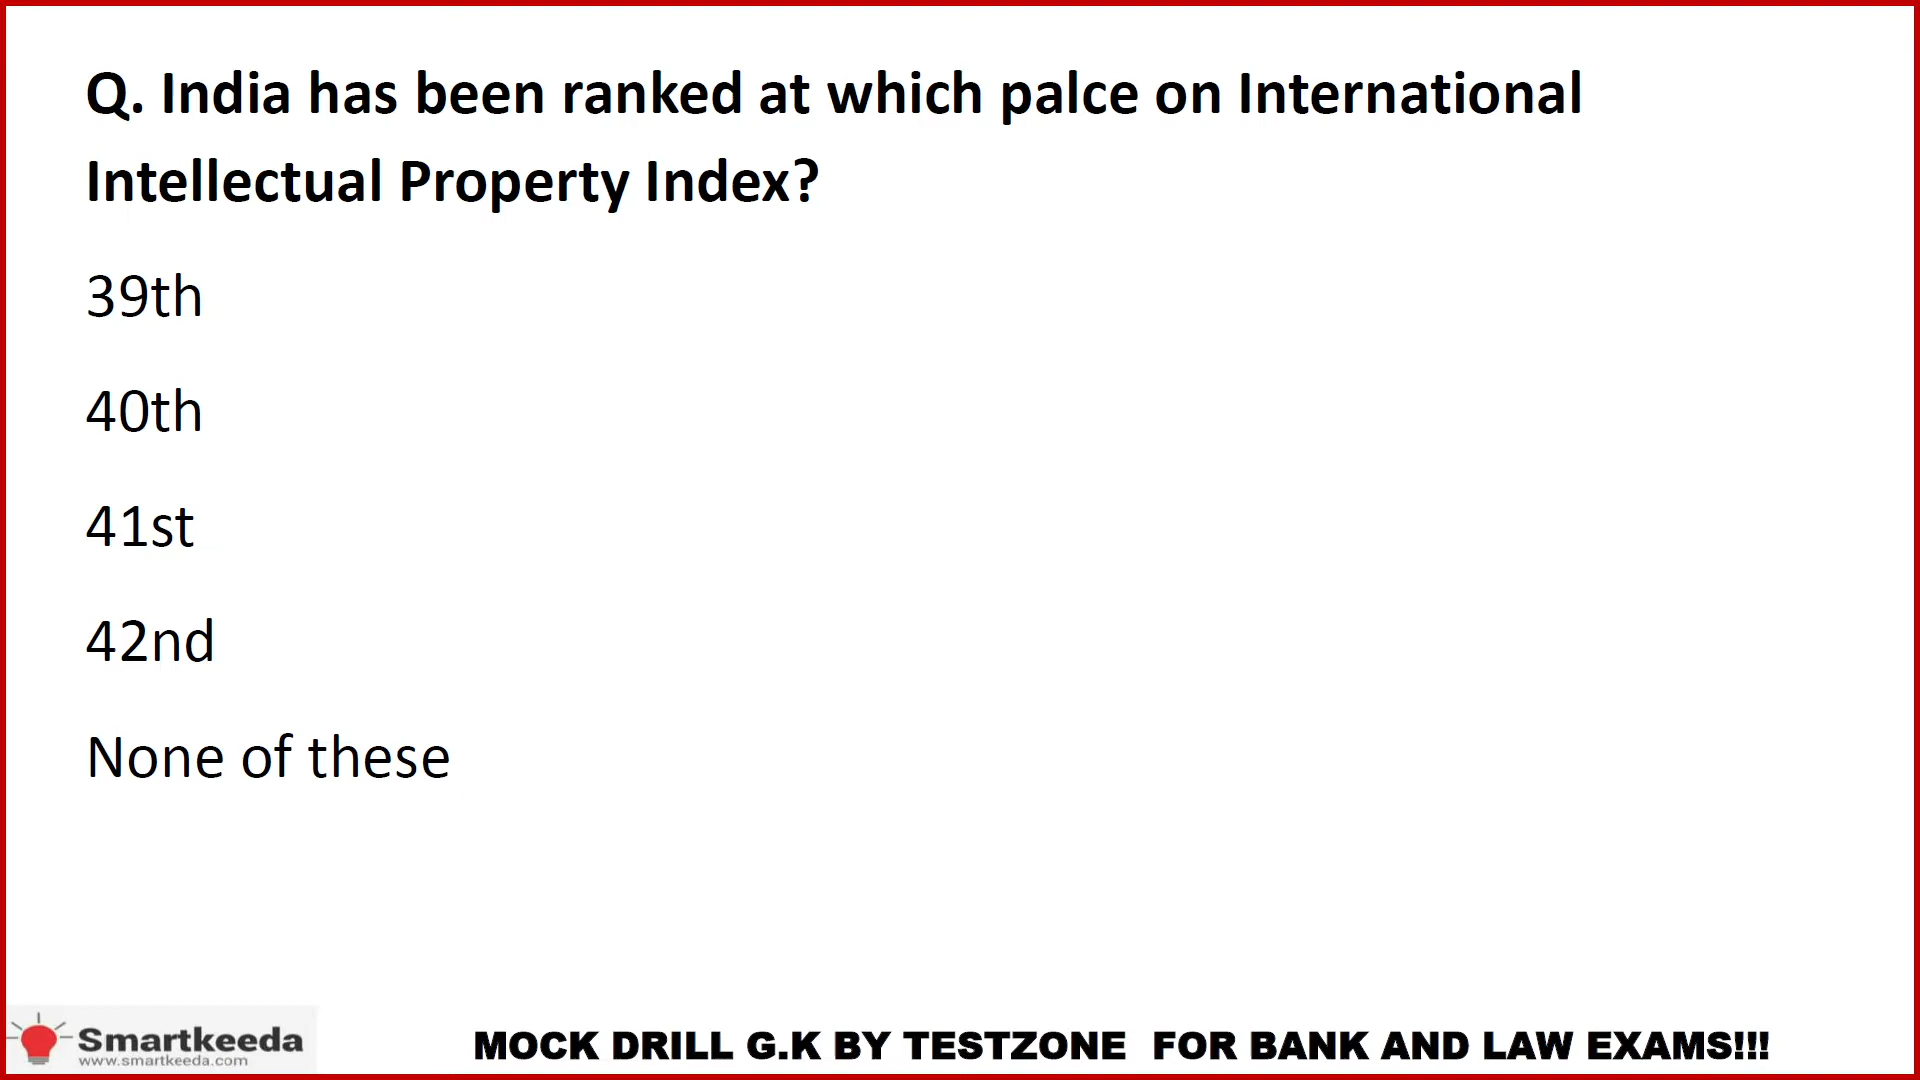 Q. India has been ranked at which palce on International
Intellectual Property Index?
39th
40th
41st
42nd
None of these
Smartkeeda
www.smartkeeda.com
MOCK DRILL G.K BY TESTZONE  FOR BANK AND LAW EXAMS!!!